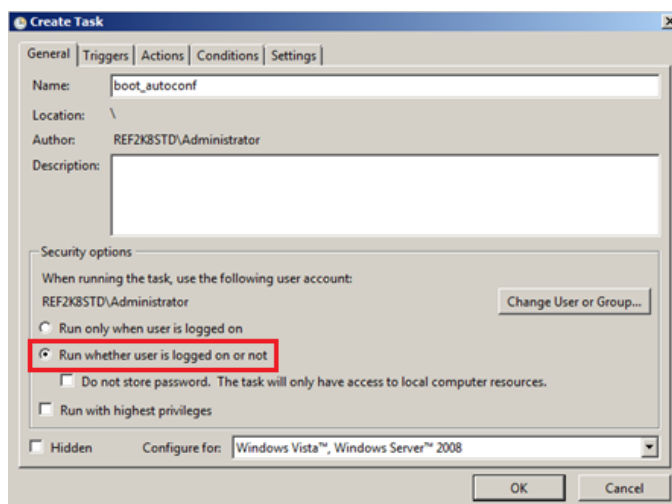 Create Task
General Triggers Actions Conditions Settings
Name: boot_autoconf
Location: \
Author: REF2K8STD\Administrator
Description:
Security options
When running the task, use the following user account:
REF2K8STD\Administrator Change User or Group...
Run only when user is logged on
Run whether user is logged on or not
Do not store password. The task will only have access to local computer resources.
Run with highest privileges
Hidden Configure for: Windows Vista™, Windows Server™ 2008
OK Cancel